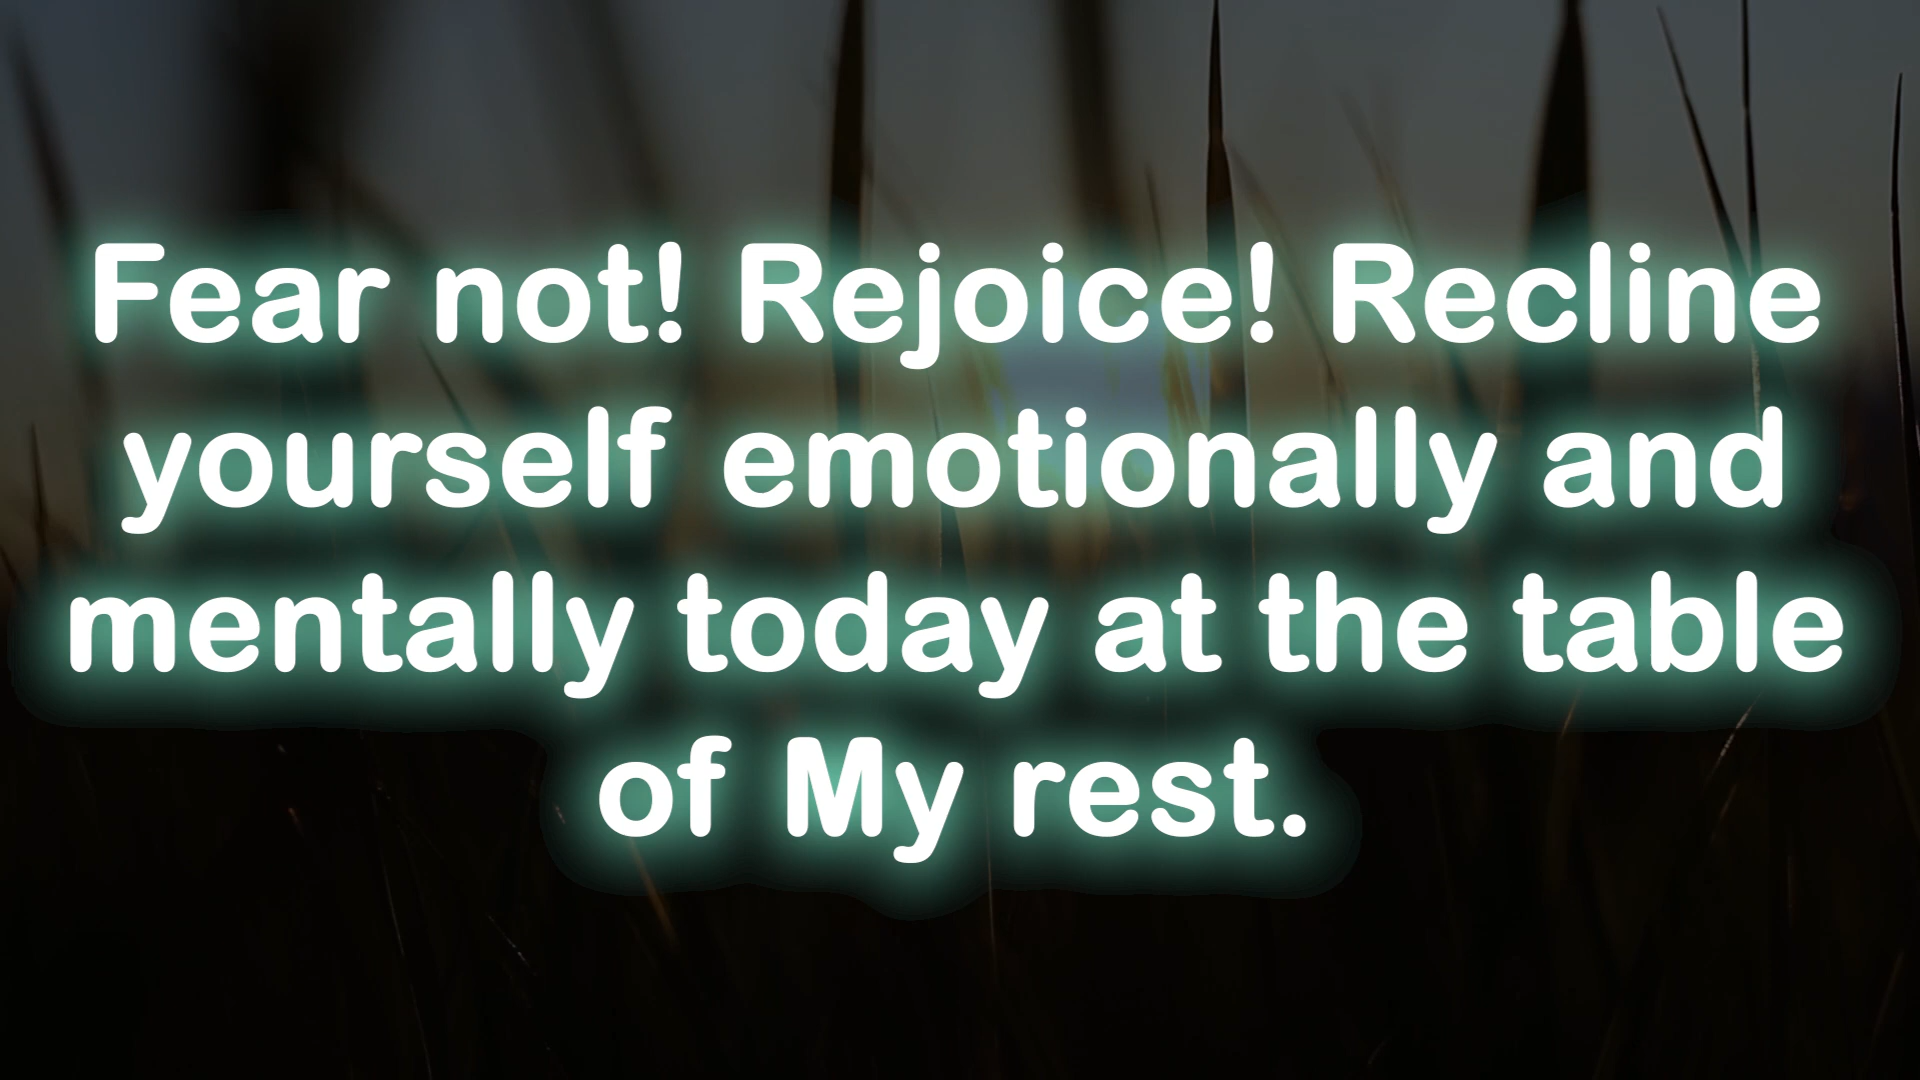 Fear not! Rejoice! Recline
yourself emotionally and
mentally today at the table
of My rest.